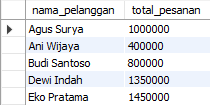 nama_pelanggan total_pesanan
Agus Surya 1000000
Ani Wijaya 400000
Budi Santoso 800000
Dewi Indah 1350000
Eko Pratama 1450000